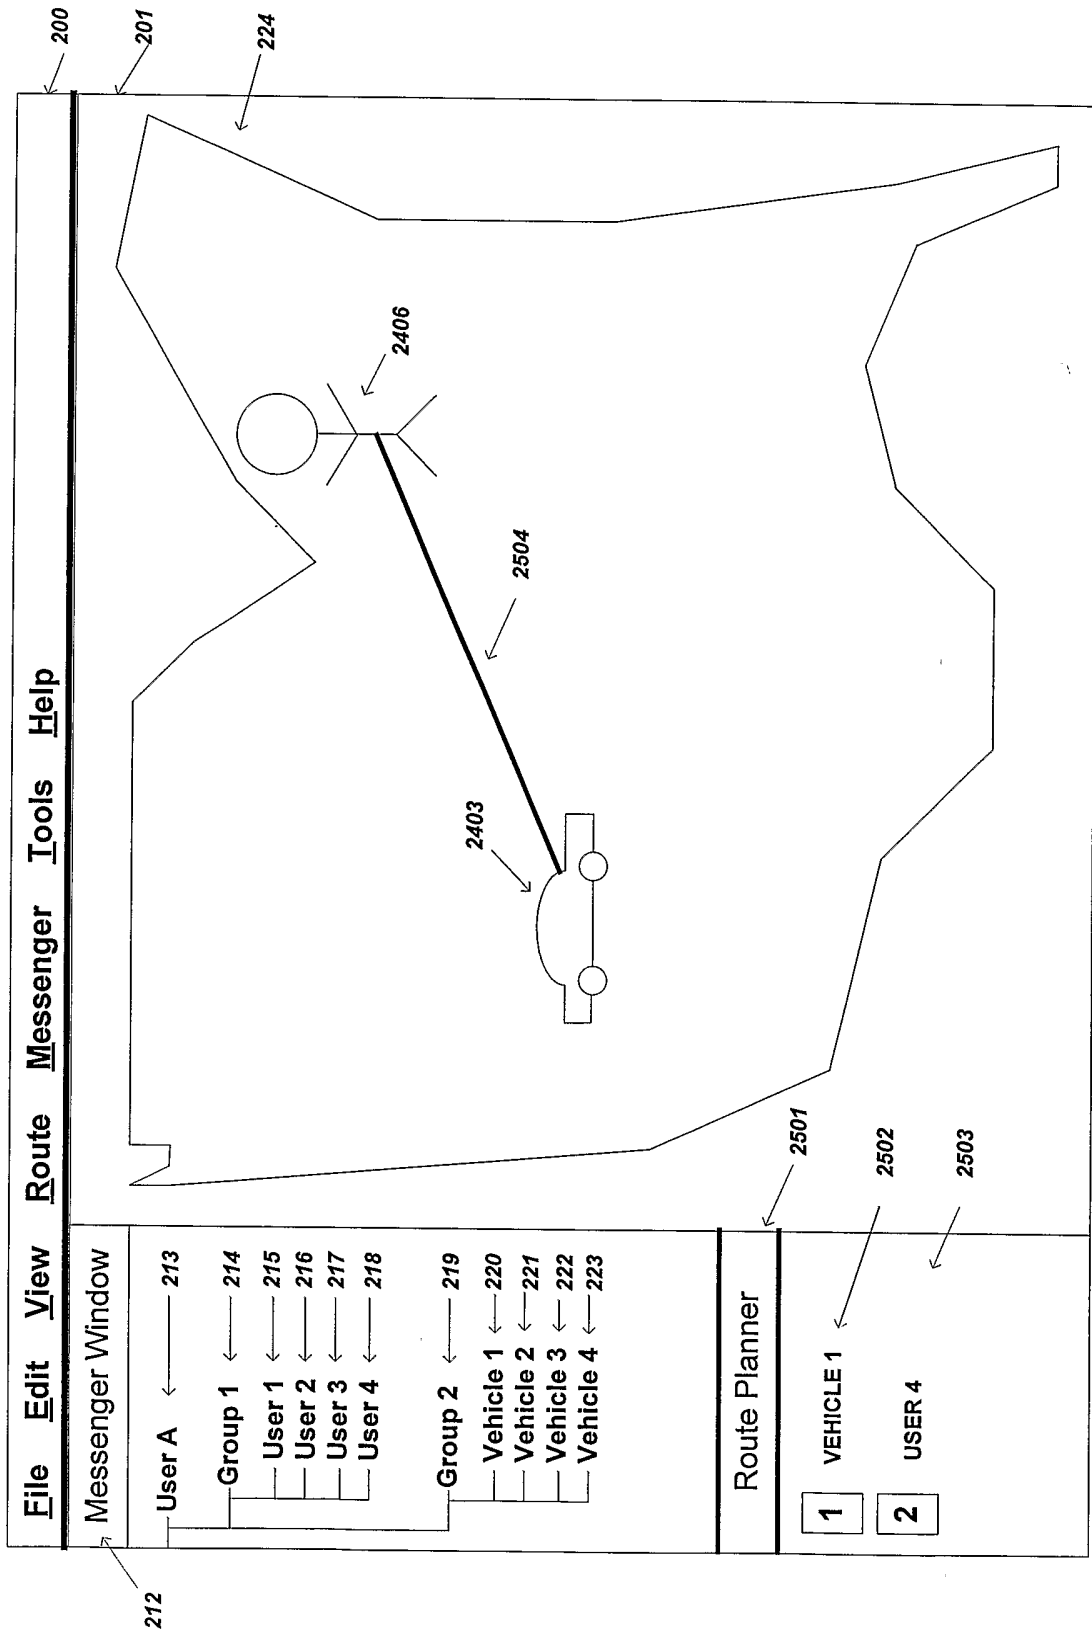 File Edit View Route Messenger Tools Help
200
201
224
Messenger Window
212
User A 213
Group 1 214
User 1 215
User 2 216
User 3 217
User 4 218
Group 2 219
Vehicle 1 220
Vehicle 2 221
Vehicle 3 222
Vehicle 4 223
2406
2504
2403
Route Planner
2501
1 VEHICLE 1
2502
2 USER 4
2503